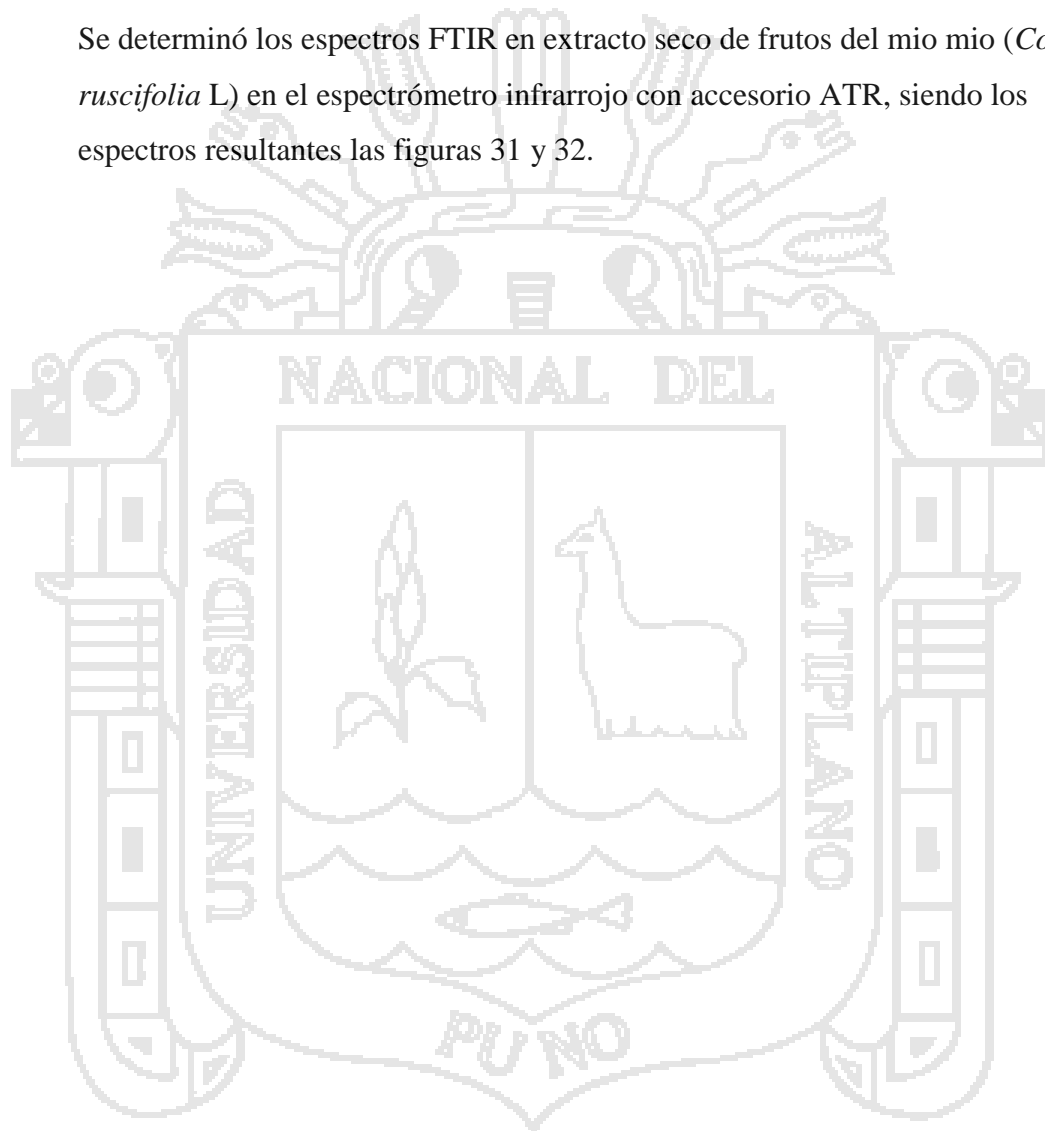 Se determinó los espectros FTIR en extracto seco de frutos del mio mio (Co
ruscifolia L) en el espectrómetro infrarrojo con accesorio ATR, siendo los
espectros resultantes las figuras 31 y 32.
NACIONAL DEL
UNIVERSIDAD
ALTIPLANO
PUNO